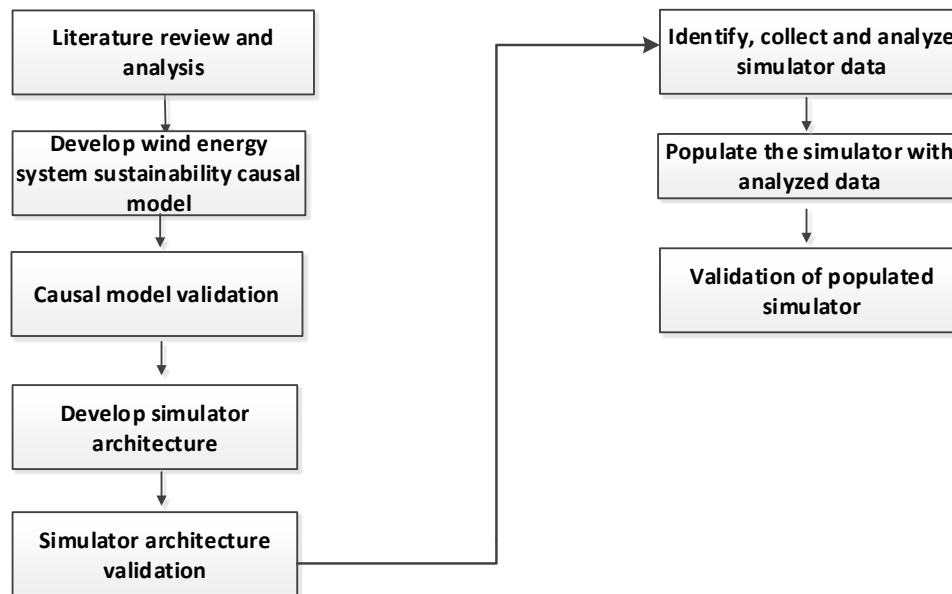 Literature review and
analysis
Develop wind energy
system sustainability causal
model
Causal model validation
Develop simulator
architecture
Simulator architecture
validation
Identify, collect and analyze
simulator data
Populate the simulator with
analyzed data
Validation of populated
simulator